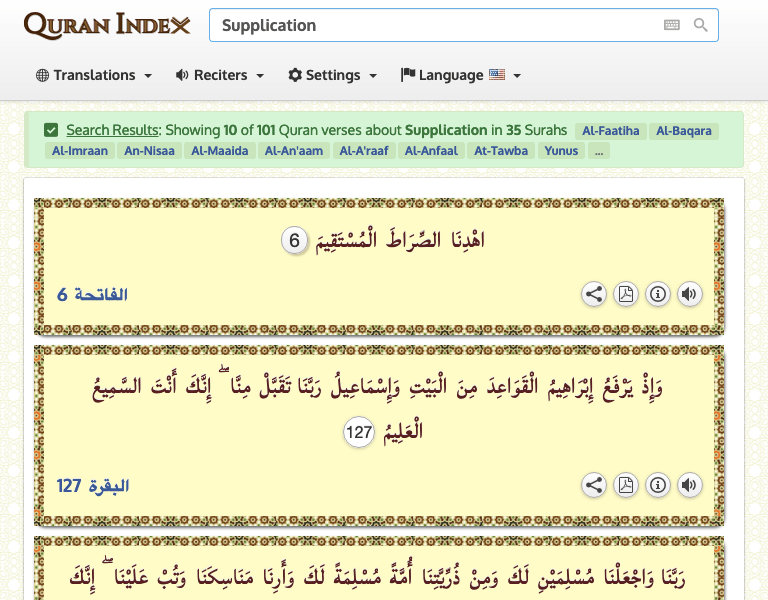 QURAN INDEX
Supplication
Translations Reciters Settings Language
Search Results: Showing 10 of 101 Quran verses about Supplication in 35 Surahs Al-Faatiha Al-Baqara
Al-Imraan An-Nisaa Al-Maaida Al-An'aam Al-A'raaf Al-Anfaal At-Tawba Yunus ...
اهْدِنَا الصِّرَاطَ الْمُسْتَقِيمَ 6
الفاتحة 6
وَإِذْ يَرْفَعُ إِبْرَاهِيمُ الْقَوَاعِدَ مِنَ الْبَيْتِ وَإِسْمَاعِيلُ رَبَّنَا تَقَبَّلْ مِنَّا ۖ إِنَّكَ أَنْتَ السَّمِيعُ
الْعَلِيمُ 127
البقرة 127
رَبَّنَا وَاجْعَلْنَا مُسْلِمَيْنِ لَكَ وَمِنْ ذُرِّيَّتِنَا أُمَّةً مُسْلِمَةً لَكَ وَأَرِنَا مَنَاسِكَنَا وَتُبْ عَلَيْنَا ۖ إِنَّكَ